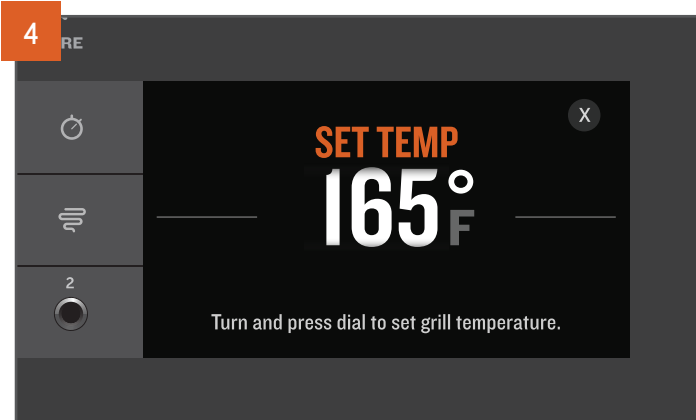 4
RE
X
SET TEMP
165°F
2
Turn and press dial to set grill temperature.